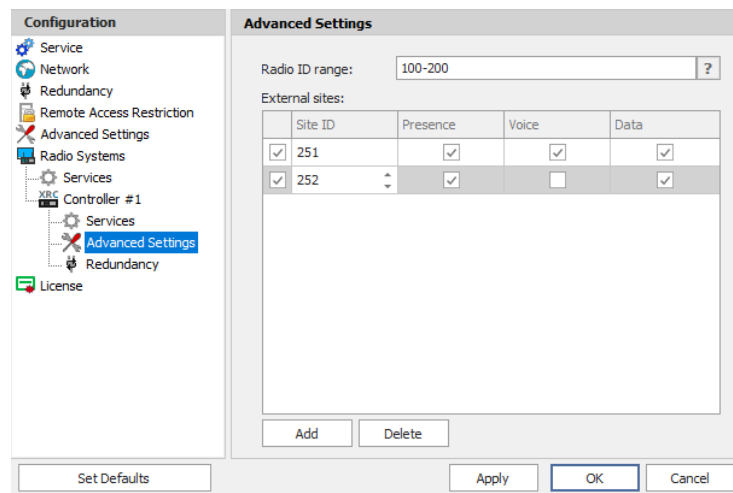 Configuration
Service
Network
Redundancy
Remote Access Restriction
Advanced Settings
Radio Systems
Services
XRC Controller #1
Services
Advanced Settings
Redundancy
License
Set Defaults
Advanced Settings
Radio ID range: 100-200 ?
External sites:
Site ID Presence Voice Data
251
252
Add Delete
Apply OK Cancel